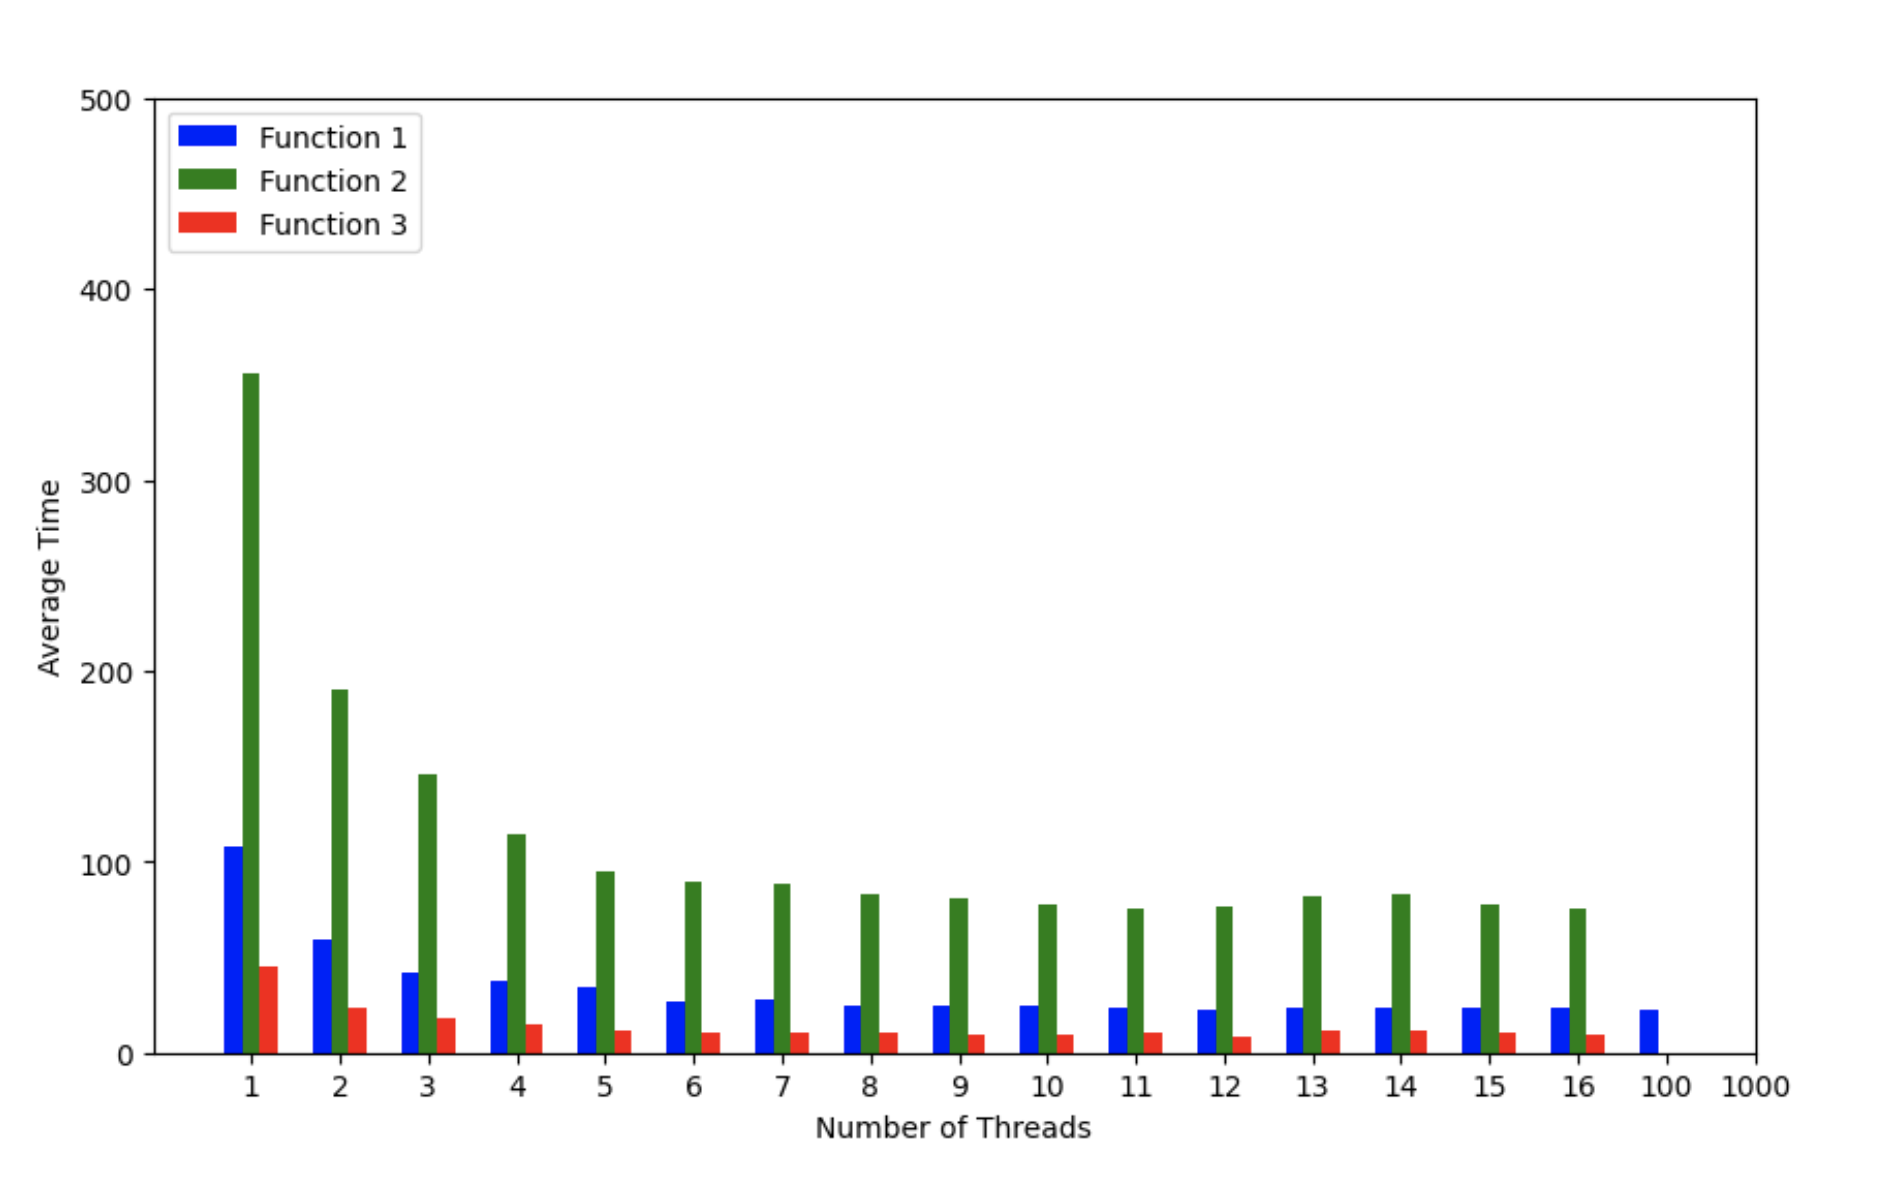 500
Function 1
Function 2
Function 3
400
300
200
100
0
Average Time
1 2 3 4 5 6 7 8 9 10 11 12 13 14 15 16 100 1000
Number of Threads